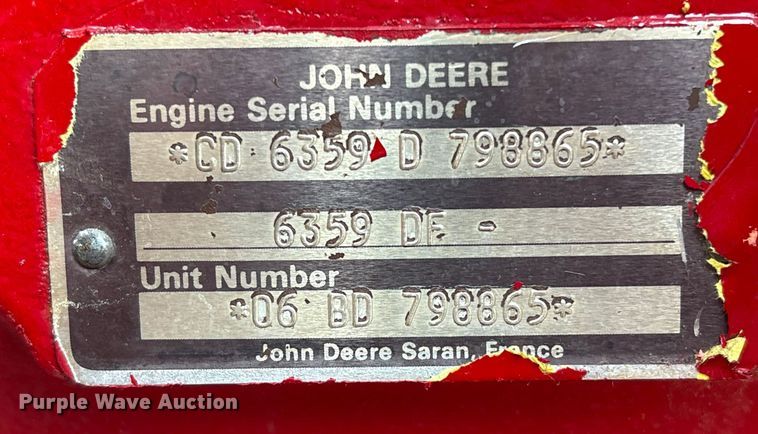 JOHN DEERE
Engine Serial Number
*CD 6359 D 798865*
6359 DF -
Unit Number
*06 BD 798865*
John Deere Saran, France
Purple Wave Auction